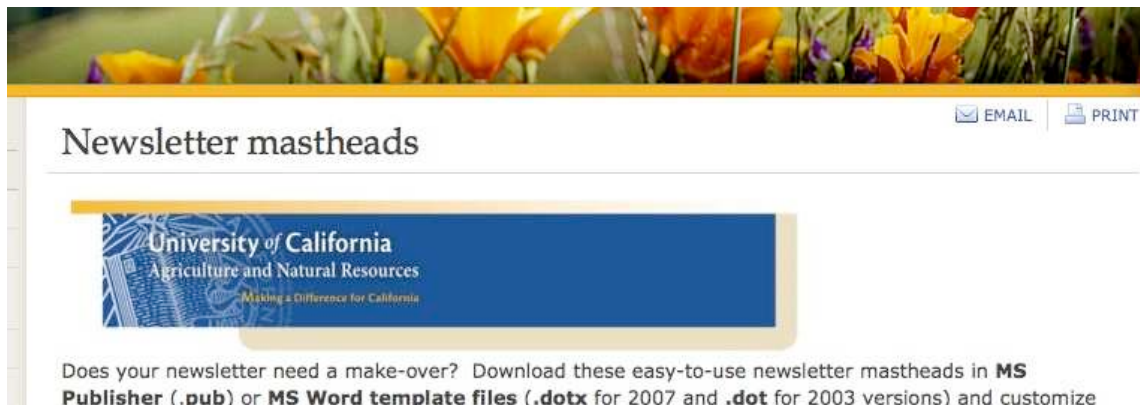 EMAIL
PRINT
Newsletter mastheads
University of California
Agriculture and Natural Resources
Making a Difference for California
Does your newsletter need a make-over? Download these easy-to-use newsletter mastheads in MS
Publisher (.pub) or MS Word template files (.dotx for 2007 and .dot for 2003 versions) and customize